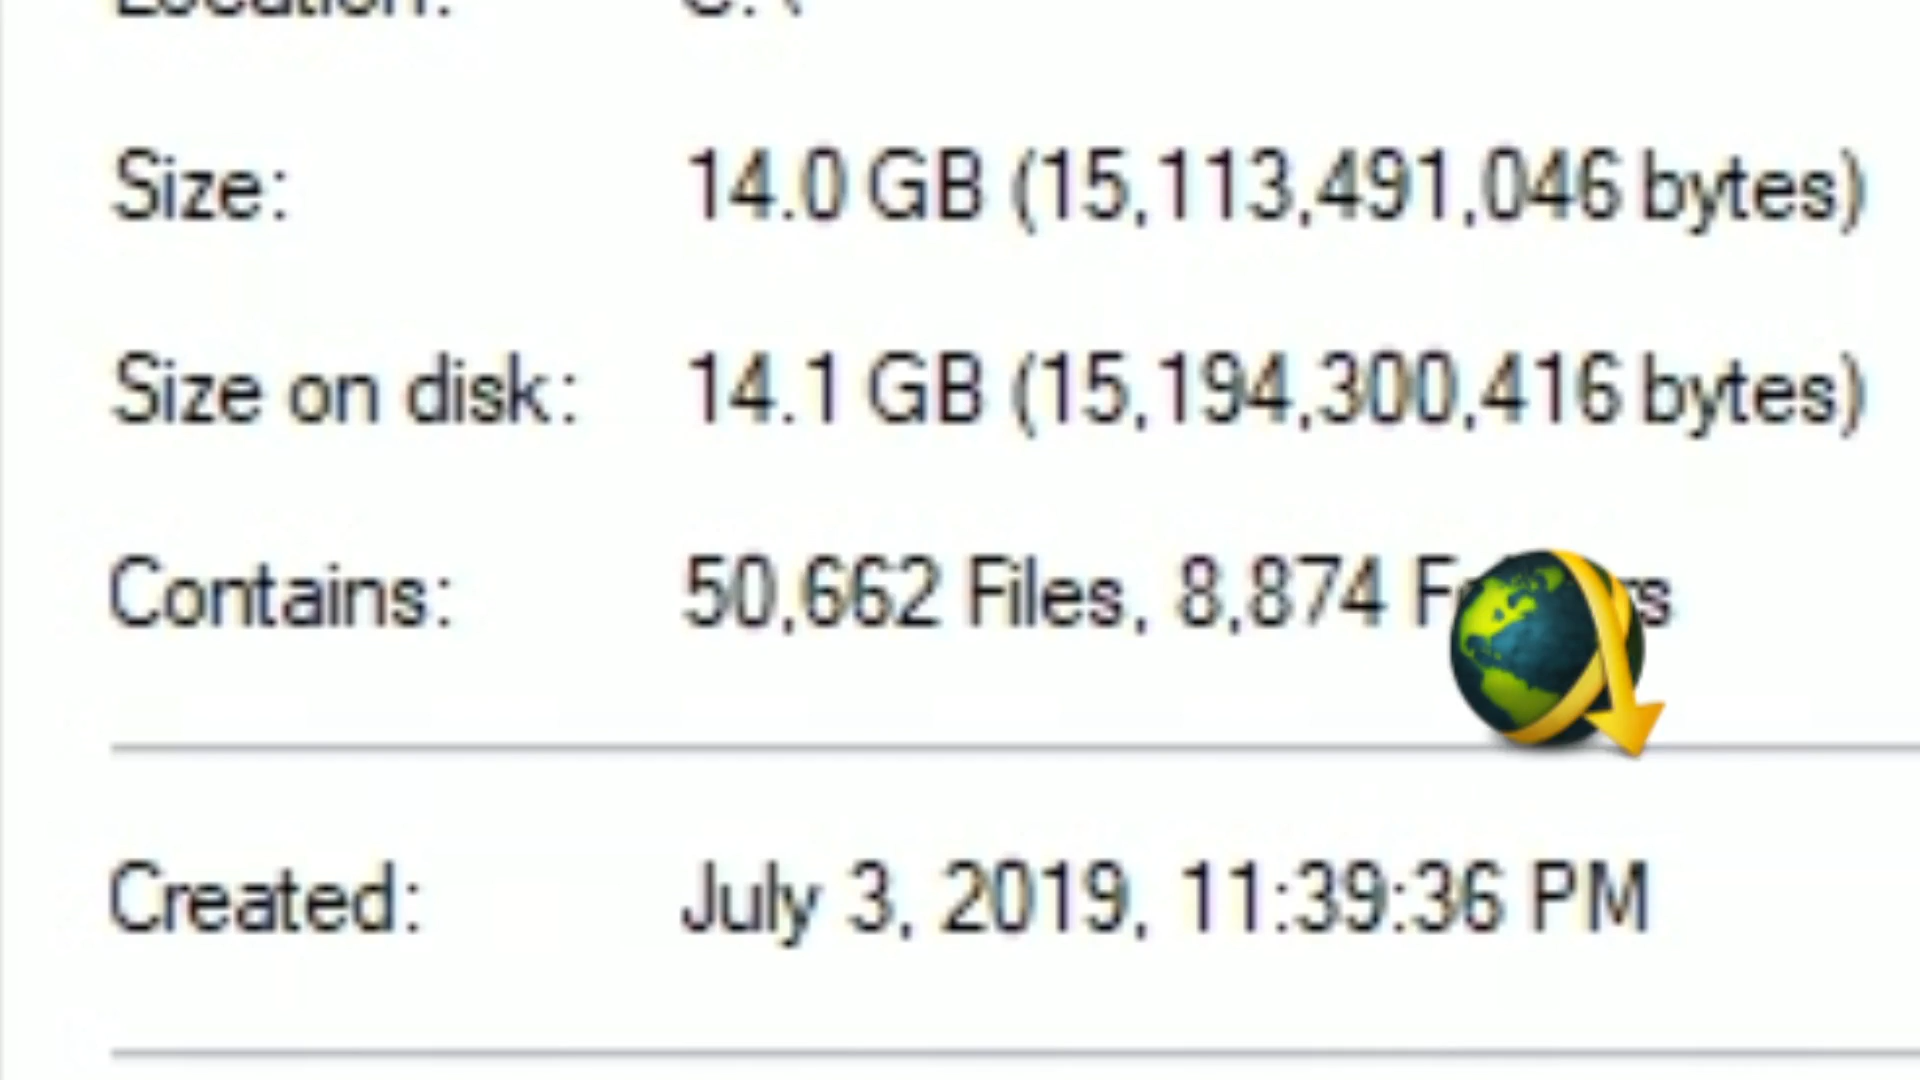 Location: C:\
Size: 14.0 GB (15,113,491,046 bytes)
Size on disk: 14.1 GB (15,194,300,416 bytes)
Contains: 50,662 Files, 8,874
Created: July 3, 2019, 11:39:36 PM